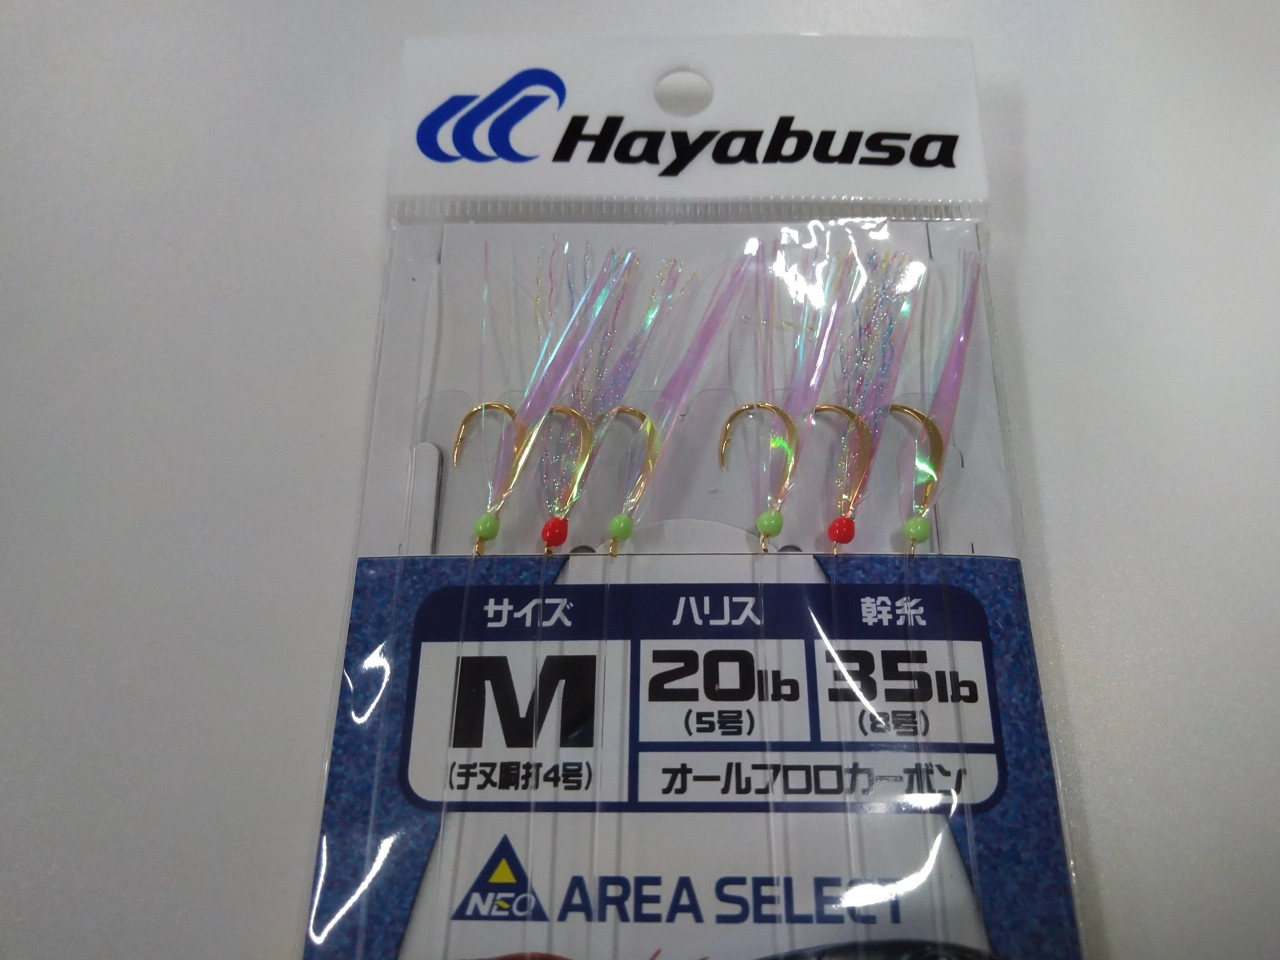 Hayabusa
サイズ ハリス 幹糸
M 20lb 35lb
(チヌ胴打4号) (5号) (8号)
オールフロロカーボン
NEO AREA SELECT